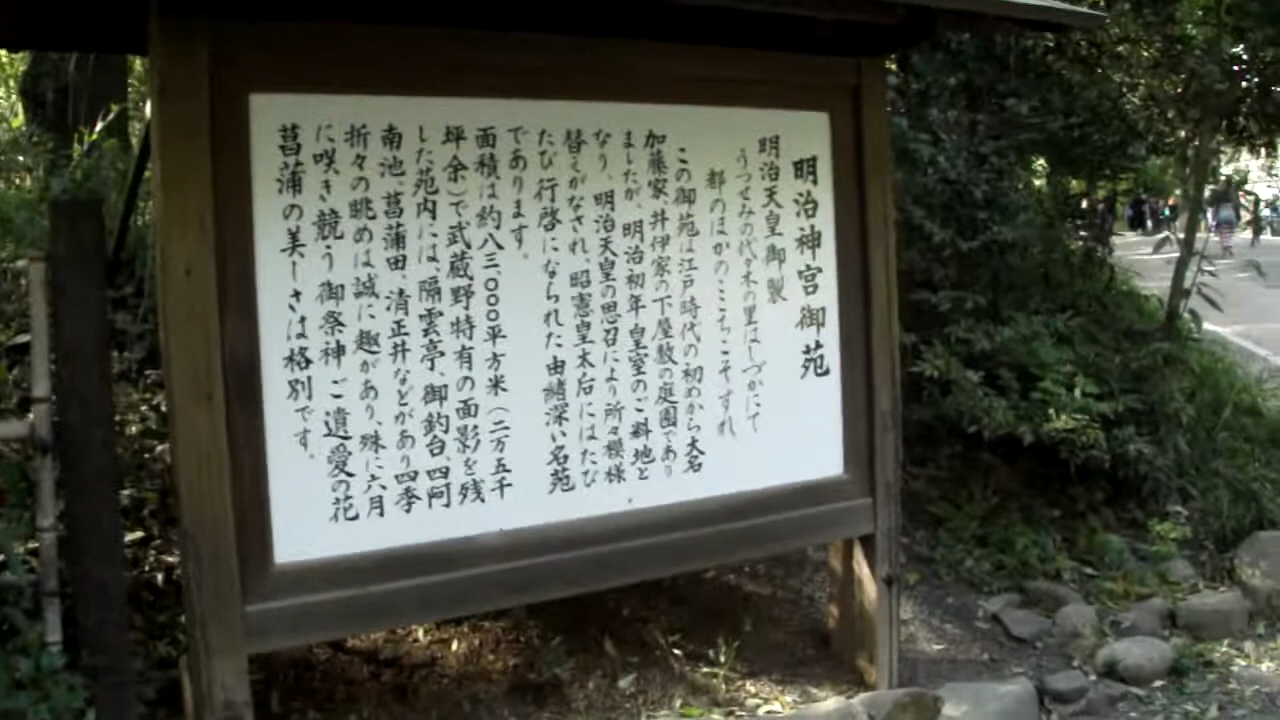 明治神宮御苑
明治天皇御製
うつせみの代々木の里はしづかにて
都のほかのここちこそすれ
この御苑は江戸時代の初めから大名
加藤家、井伊家の下屋敷の庭園であり
ましたが、明治初年皇室のご料地と
なり、明治天皇の思召により所々模様
替えがなされ、昭憲皇太后にはたび
たび行啓になられた由緒深い名苑
であります。
面積は約八三、〇〇〇平方米(二万五千
坪余)で武蔵野特有の面影を残
した苑内には、隔雲亭、御釣台、四阿
南池、菖蒲田、清正井などがあり四季
折々の眺めは誠に趣があり、殊に六月
に咲き競う御祭神ご遺愛の花
菖蒲の美しさは格別です。